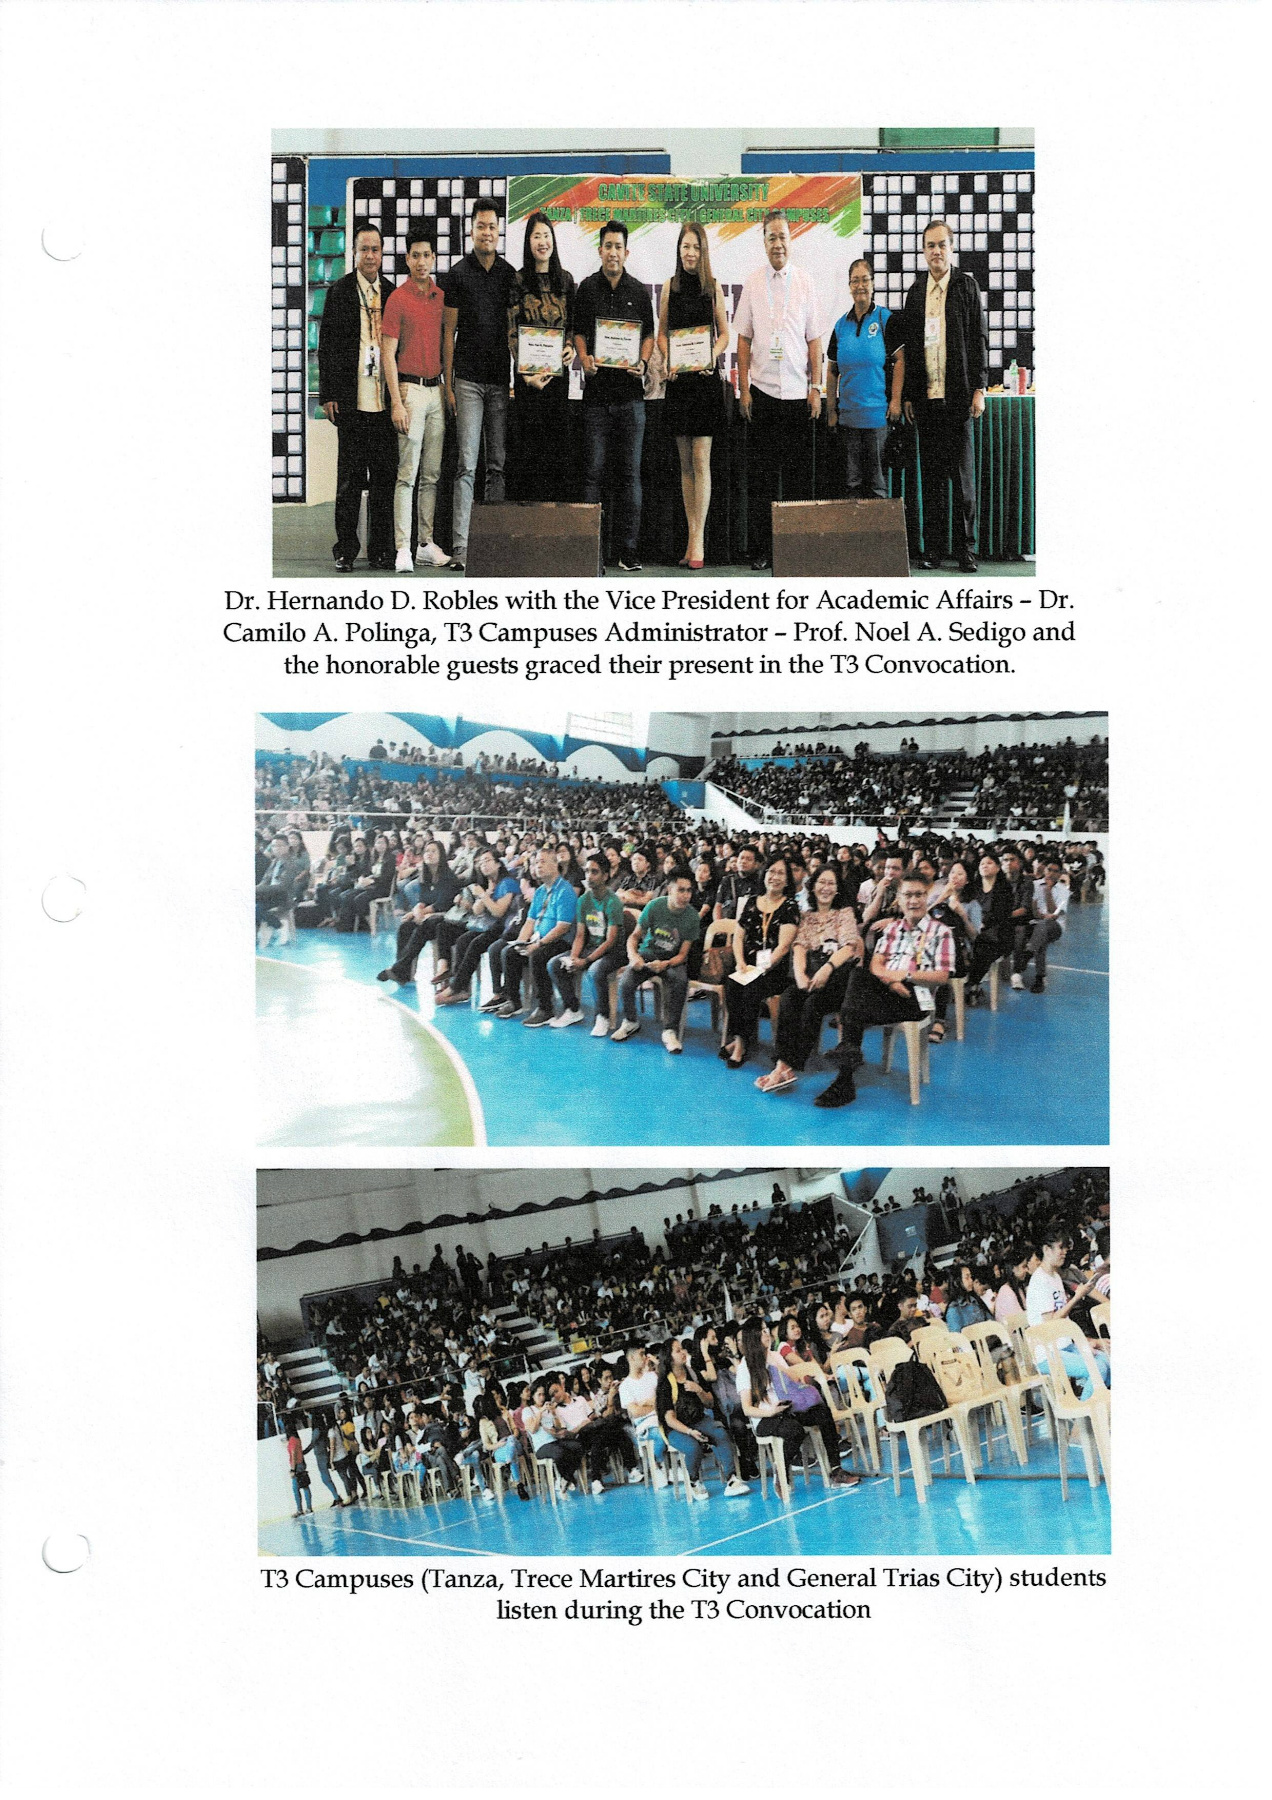 CAVITE STATE UNIVERSITY
TANZA | TRECE MARTIRES CITY | GENERAL CITY CAMPUSES
Dr. Hernando D. Robles with the Vice President for Academic Affairs – Dr.
Camilo A. Polinga, T3 Campuses Administrator – Prof. Noel A. Sedigo and
the honorable guests graced their present in the T3 Convocation.
T3 Campuses (Tanza, Trece Martires City and General Trias City) students
listen during the T3 Convocation